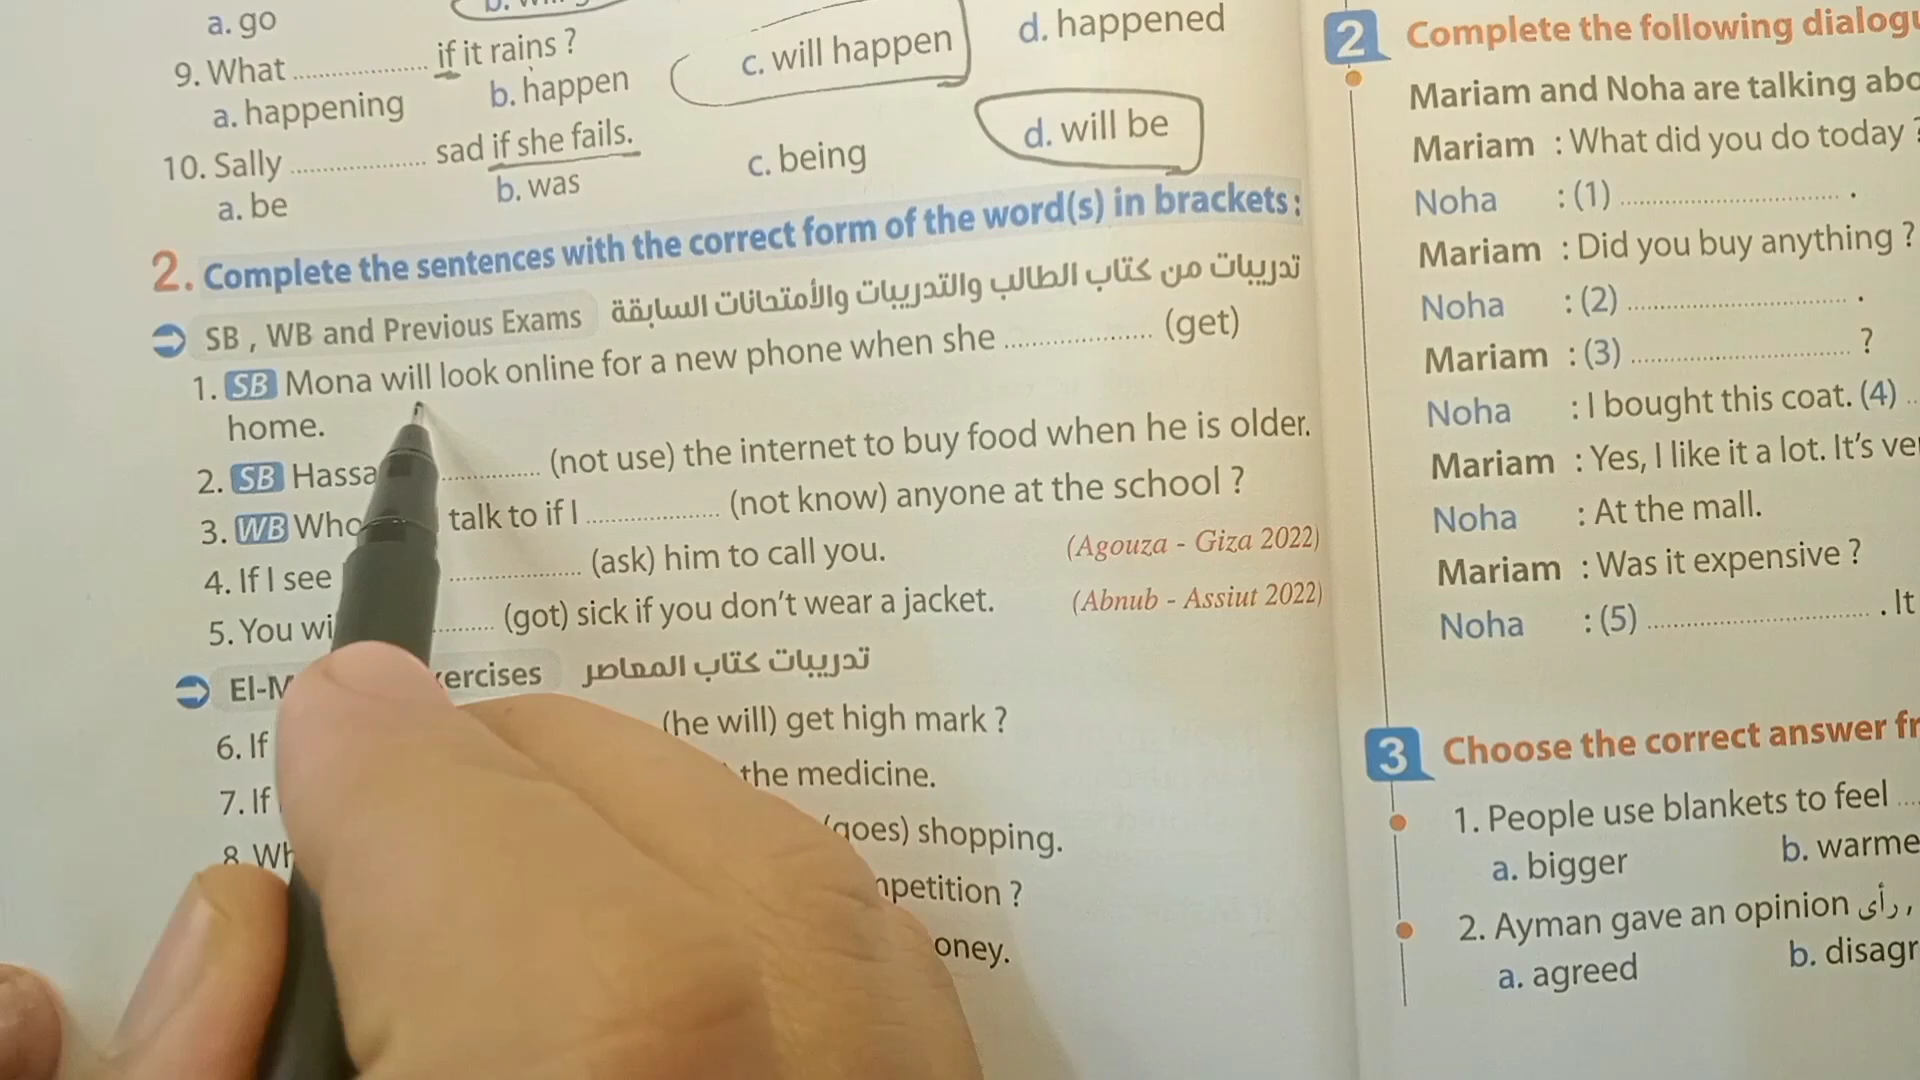 a. go
9. What .................... if it rains ?
a. happening b. happen c. will happen d. happened
10. Sally .................... sad if she fails.
a. be b. was c. being d. will be
2. Complete the sentences with the correct form of the word(s) in brackets:
SB , WB and Previous Exams تدريبات من كتاب الطالب والتدريبات والأمتحانات السابقة
1. SB Mona will look online for a new phone when she .................... (get)
home.
2. SB Hassa .................... (not use) the internet to buy food when he is older.
3. WB Who talk to if I .................... (not know) anyone at the school ?
4. If I see .................... (ask) him to call you. (Agouza - Giza 2022)
5. You wi .................... (got) sick if you don't wear a jacket. (Abnub - Assiut 2022)
El-M ercises تدريبات كتاب المعاصر
6. If (he will) get high mark ?
7. If the medicine.
8. Wh (goes) shopping.
mpetition ?
oney.
2 Complete the following dialogu
Mariam and Noha are talking abo
Mariam : What did you do today ?
Noha : (1) .................... .
Mariam : Did you buy anything ?
Noha : (2) .................... .
Mariam : (3) .................... ?
Noha : I bought this coat. (4) ..
Mariam : Yes, I like it a lot. It's ve
Noha : At the mall.
Mariam : Was it expensive ?
Noha : (5) .................... . It
3 Choose the correct answer fr
1. People use blankets to feel ....
a. bigger b. warme
2. Ayman gave an opinion رأى ,
a. agreed b. disagr